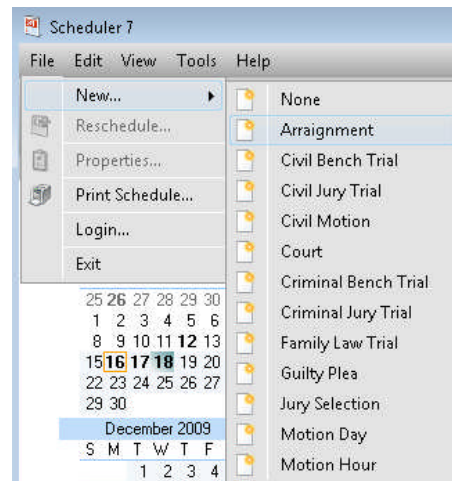 Scheduler 7
File Edit View Tools Help
New...
Reschedule...
Properties...
Print Schedule...
Login...
Exit
None
Arraignment
Civil Bench Trial
Civil Jury Trial
Civil Motion
Court
Criminal Bench Trial
Criminal Jury Trial
Family Law Trial
Guilty Plea
Jury Selection
Motion Day
Motion Hour
25 26 27 28 29 30
1 2 3 4 5 6
8 9 10 11 12 13
15 16 17 18 19 20
22 23 24 25 26 27
29 30
December 2009
S M T W T F
1 2 3 4